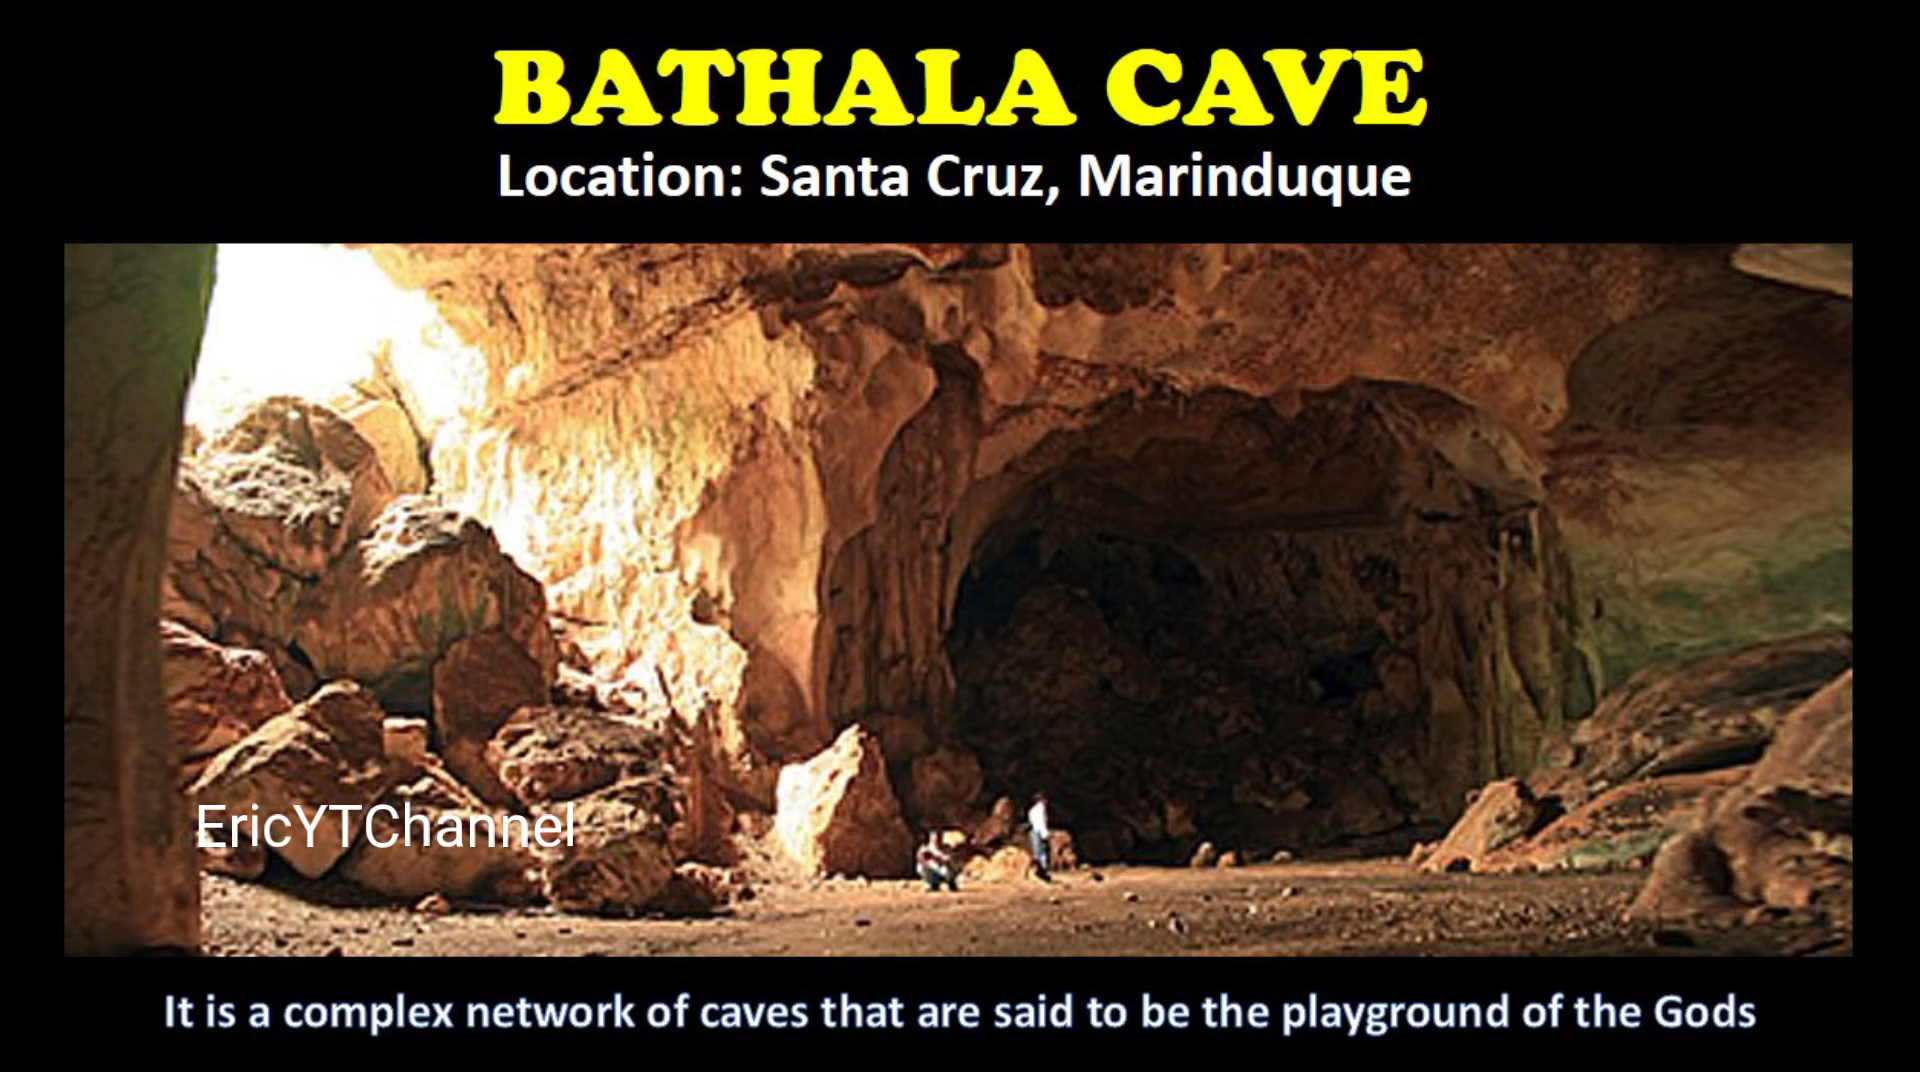 BATHALA CAVE
Location: Santa Cruz, Marinduque
EricYTChannel
It is a complex network of caves that are said to be the playground of the Gods